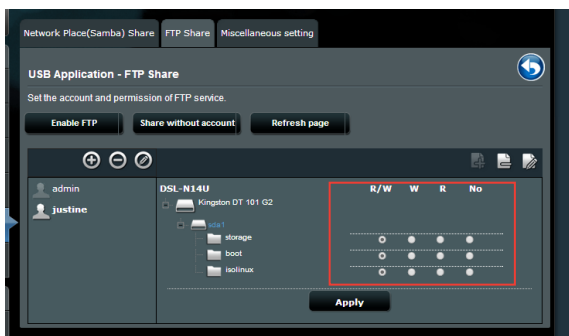 Network Place(Samba) Share FTP Share Miscellaneous setting
USB Application - FTP Share
Set the account and permission of FTP service.
Enable FTP Share without account Refresh page
admin
justine
DSL-N14U R/W W R No
Kingston DT 101 G2
sda1
storage
boot
isolinux
Apply